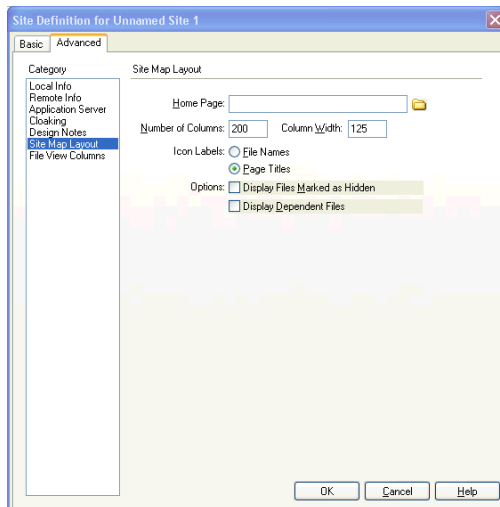 Site Definition for Unnamed Site 1
Basic Advanced
Category Site Map Layout
Local Info
Remote Info
Application Server
Cloaking
Design Notes
Site Map Layout
File View Columns
Home Page:
Number of Columns: 200 Column Width: 125
Icon Labels: File Names
Page Titles
Options: Display Files Marked as Hidden
Display Dependent Files
OK Cancel Help